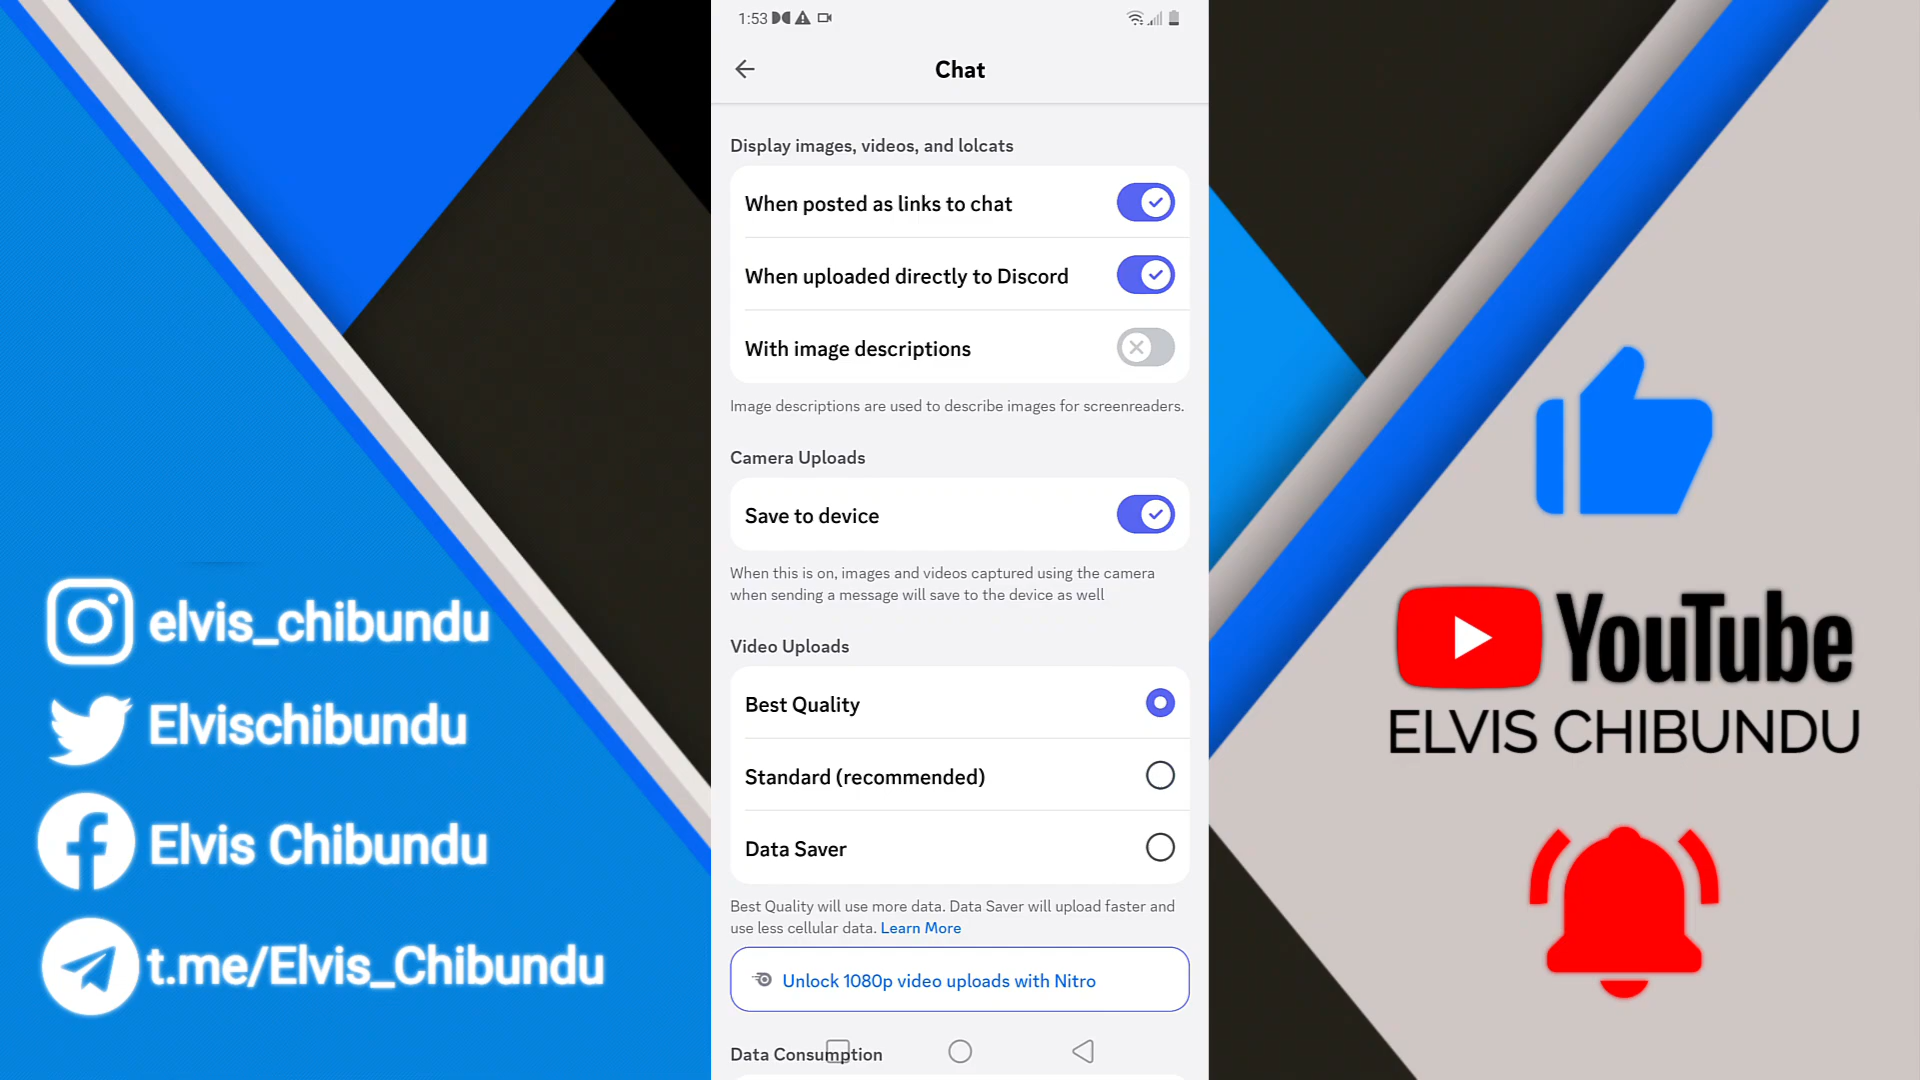 1:53
Chat
Display images, videos, and lolcats
When posted as links to chat
When uploaded directly to Discord
With image descriptions
Image descriptions are used to describe images for screenreaders.
Camera Uploads
Save to device
When this is on, images and videos captured using the camera
when sending a message will save to the device as well
Video Uploads
Best Quality
Standard (recommended)
Data Saver
Best Quality will use more data. Data Saver will upload faster and
use less cellular data. Learn More
Unlock 1080p video uploads with Nitro
Data Consumption
elvis_chibundu
Elvischibundu
Elvis Chibundu
t.me/Elvis_Chibundu
YouTube
ELVIS CHIBUNDU